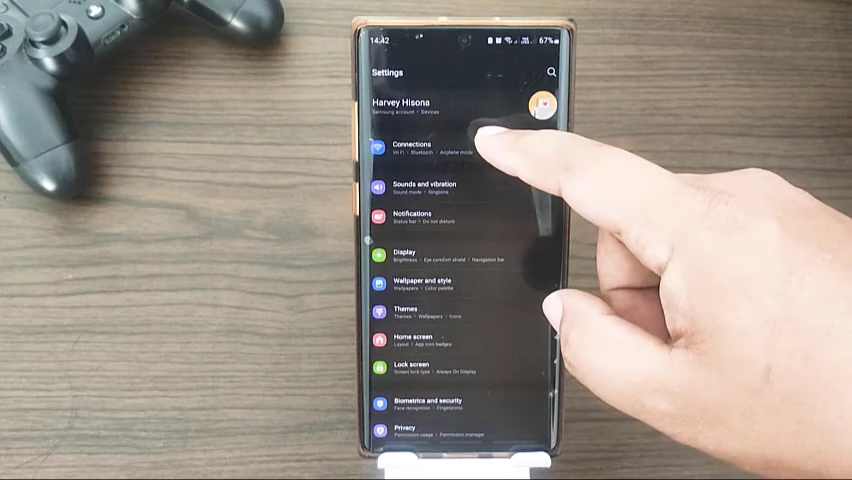 14:42
67%
Settings
Harvey Hisona
Samsung account • Devices
Connections
Wi-Fi • Bluetooth • Airplane mode
Sounds and vibration
Sound mode • Ringtone
Notifications
Status bar • Do not disturb
Display
Brightness • Eye comfort shield • Navigation bar
Wallpaper and style
Wallpapers • Color palette
Themes
Themes • Wallpapers • Icons
Home screen
Layout • App icon badges
Lock screen
Screen lock type • Always On Display
Biometrics and security
Face recognition • Fingerprints
Privacy
Permission usage • Permission manager